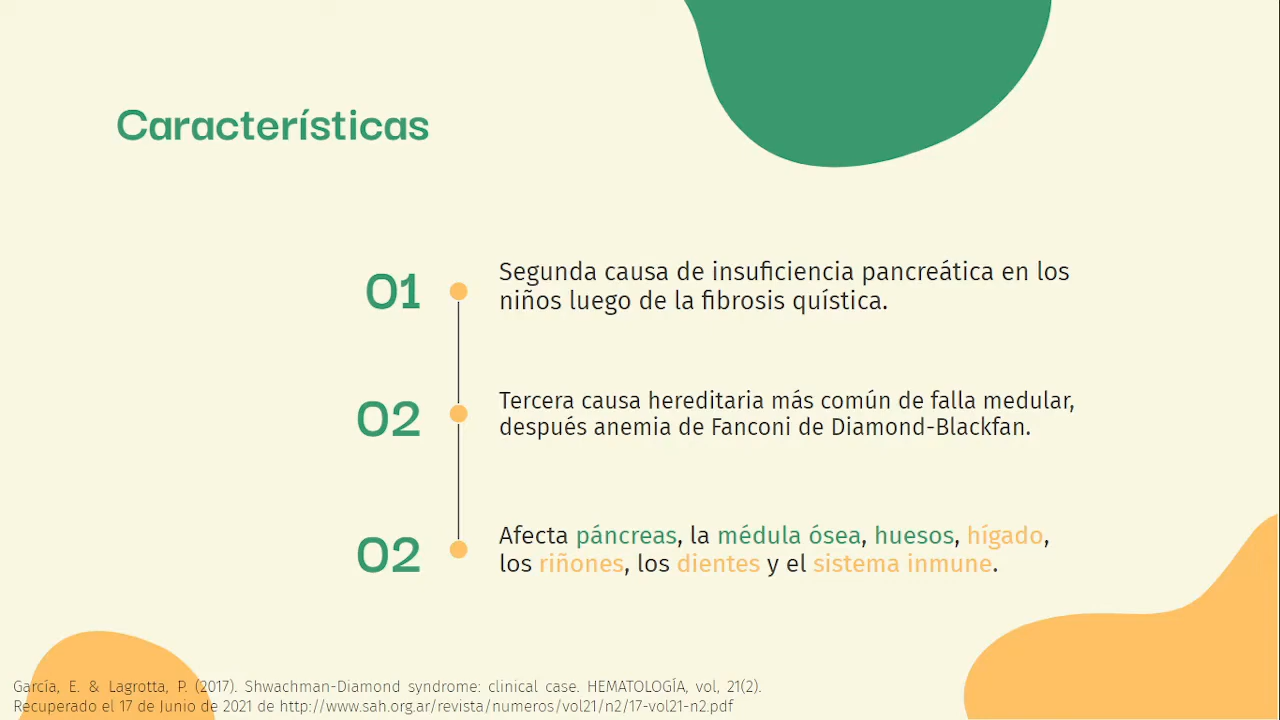 Características
01
Segunda causa de insuficiencia pancreática en los
niños luego de la fibrosis quística.
02
Tercera causa hereditaria más común de falla medular,
después anemia de Fanconi de Diamond-Blackfan.
02
Afecta páncreas, la médula ósea, huesos, hígado,
los riñones, los dientes y el sistema inmune.
García, E. & Lagrotta, P. (2017). Shwachman-Diamond syndrome: clinical case. HEMATOLOGÍA, vol, 21(2).
Recuperado el 17 de Junio de 2021 de http://www.sah.org.ar/revista/numeros/vol21/n2/17-vol21-n2.pdf